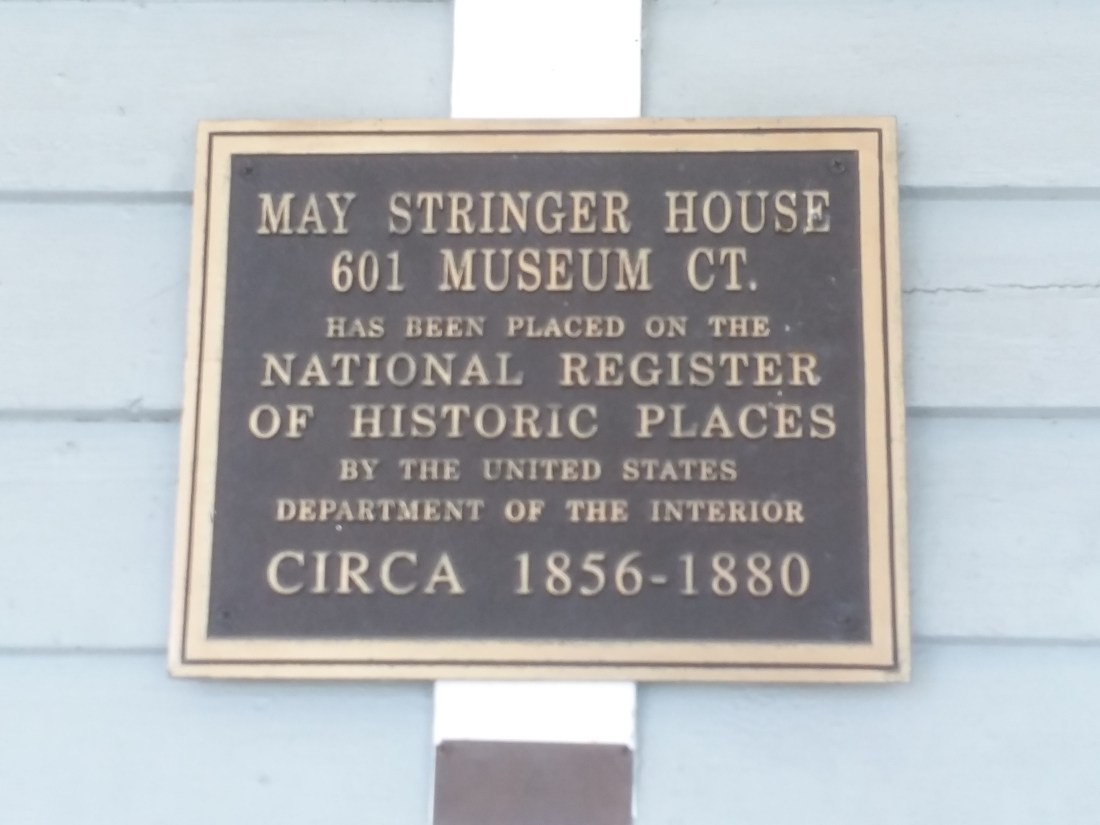 MAY STRINGER HOUSE
601 MUSEUM CT.
HAS BEEN PLACED ON THE
NATIONAL REGISTER
OF HISTORIC PLACES
BY THE UNITED STATES
DEPARTMENT OF THE INTERIOR
CIRCA 1856-1880